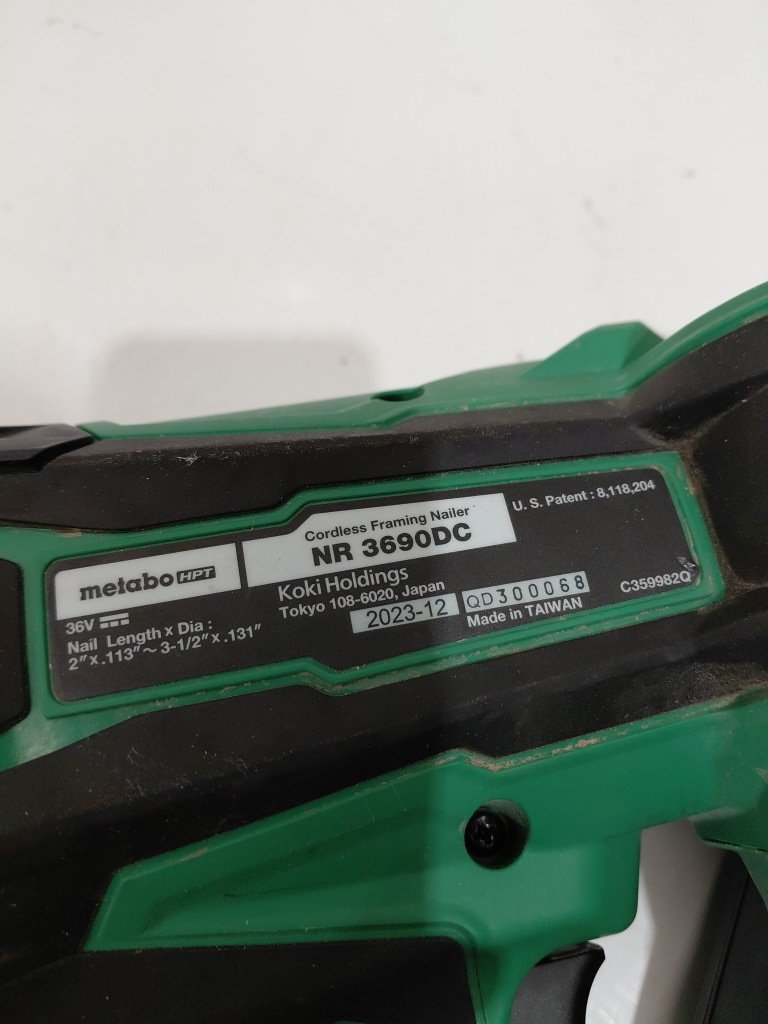 metabo HPT
Cordless Framing Nailer
NR 3690DC
U. S. Patent : 8,118,204
36V
Nail Length x Dia :
2" x .113" ~ 3-1/2" x .131"
Koki Holdings
Tokyo 108-6020, Japan
2023-12
QD300068
Made in TAIWAN
C359982Q